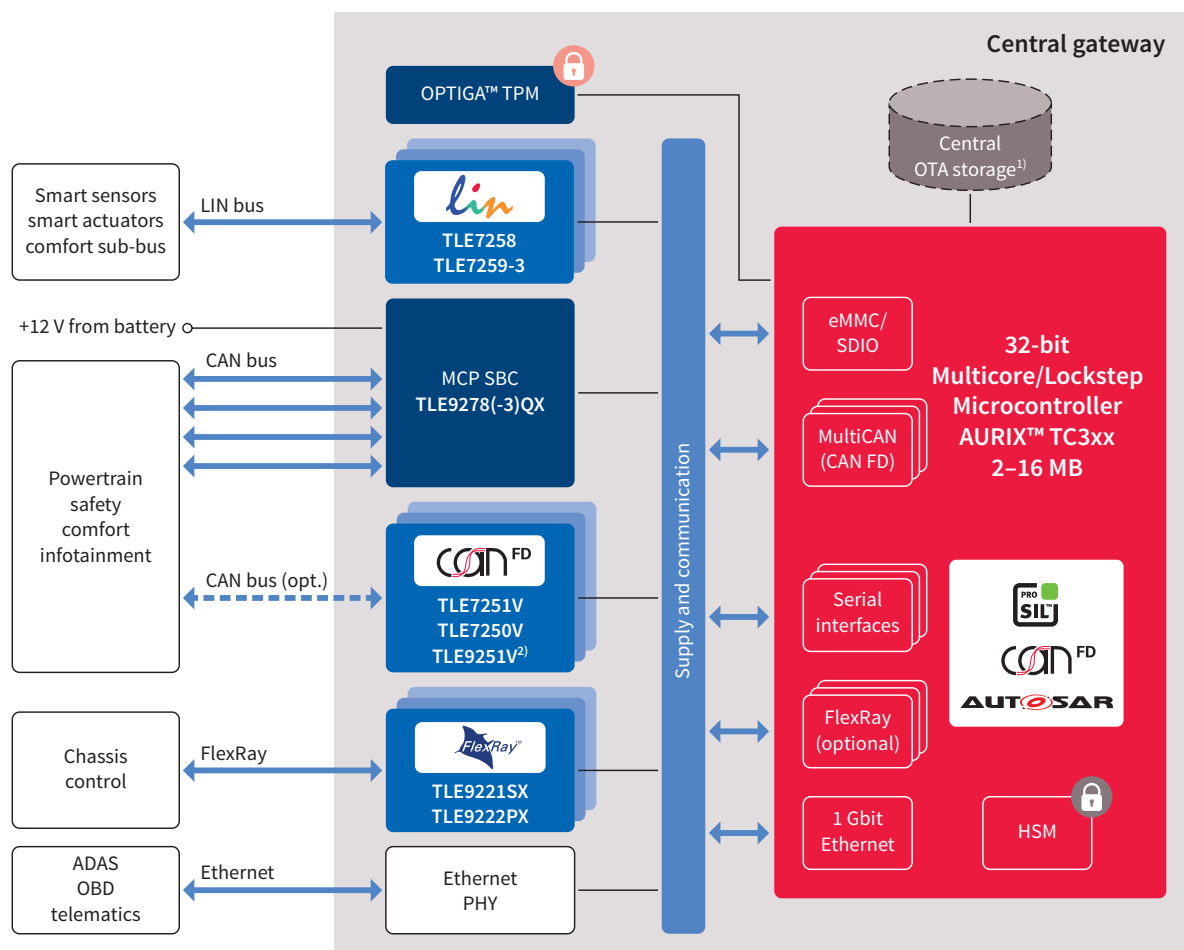 Central gateway
OPTIGA™ TPM
Central
OTA storage¹⁾
Smart sensors
smart actuators
comfort sub-bus
LIN bus
lin
TLE7258
TLE7259-3
+12 V from battery
CAN bus
MCP SBC
TLE9278(-3)QX
Powertrain
safety
comfort
infotainment
CAN bus (opt.)
CAN FD
TLE7251V
TLE7250V
TLE9251V²⁾
Chassis
control
FlexRay
FlexRay™
TLE9221SX
TLE9222PX
ADAS
OBD
telematics
Ethernet
Ethernet
PHY
Supply and communication
eMMC/
SDIO
MultiCAN
(CAN FD)
Serial
interfaces
FlexRay
(optional)
1 Gbit
Ethernet
32-bit
Multicore/Lockstep
Microcontroller
AURIX™ TC3xx
2–16 MB
PRO
SIL™
CAN FD
AUTOSAR
HSM